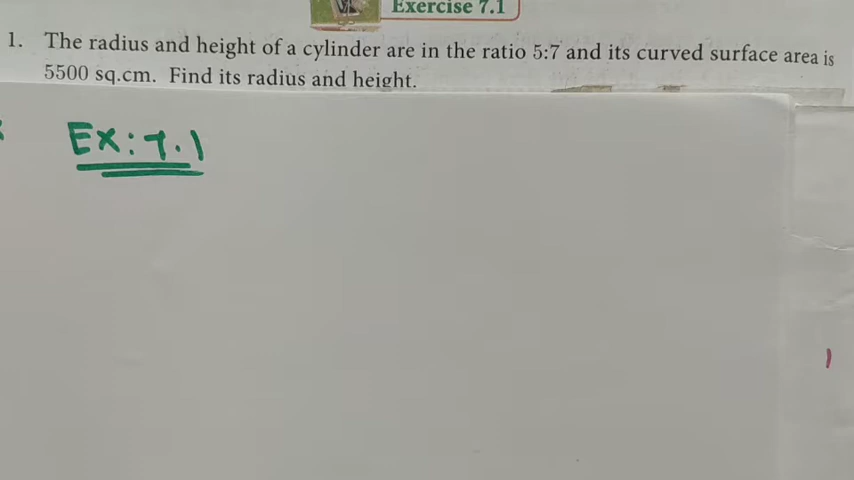 Exercise 7.1
1. The radius and height of a cylinder are in the ratio 5:7 and its curved surface area is
5500 sq.cm. Find its radius and height.
EX: 7.1